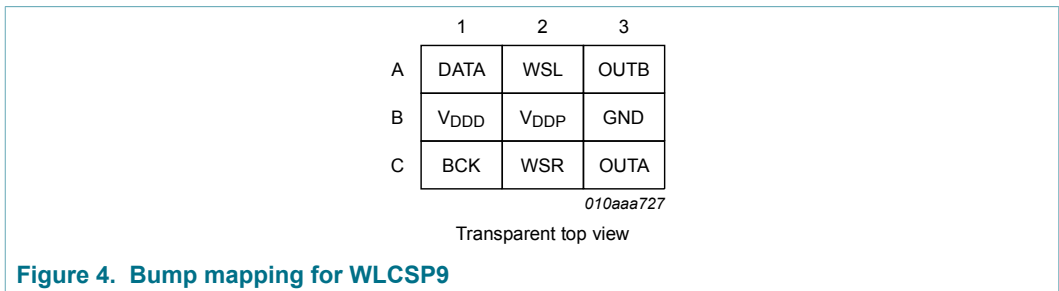 1 2 3
A DATA WSL OUTB
B VDDD VDDP GND
C BCK WSR OUTA
010aaa727
Transparent top view
Figure 4. Bump mapping for WLCSP9